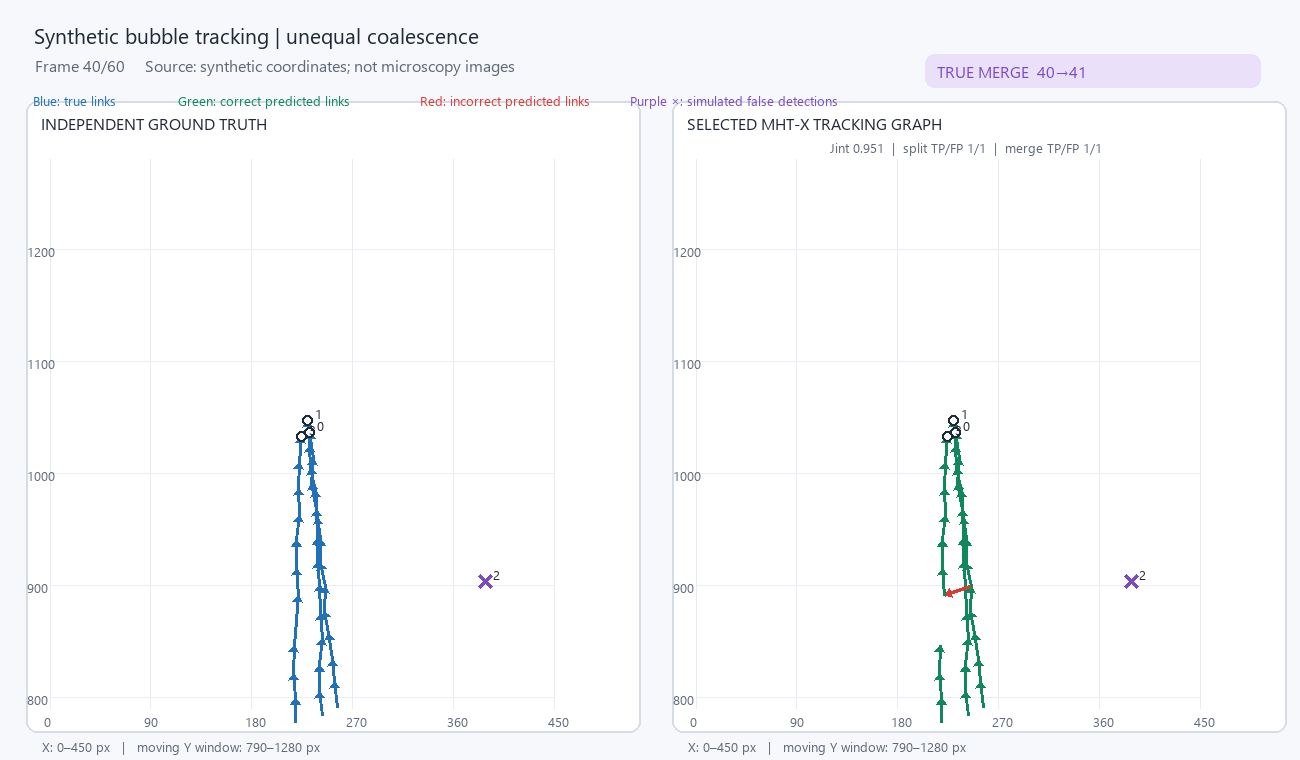 Synthetic bubble tracking | unequal coalescence
Frame 40/60 Source: synthetic coordinates; not microscopy images
TRUE MERGE 40→41
Blue: true links Green: correct predicted links Red: incorrect predicted links Purple ×: simulated false detections
INDEPENDENT GROUND TRUTH
1200
1100
1000
900
800
1
0
2
0 90 180 270 360 450
X: 0–450 px | moving Y window: 790–1280 px
SELECTED MHT-X TRACKING GRAPH
Jint 0.951 | split TP/FP 1/1 | merge TP/FP 1/1
1200
1100
1000
900
800
1
0
2
0 90 180 270 360 450
X: 0–450 px | moving Y window: 790–1280 px